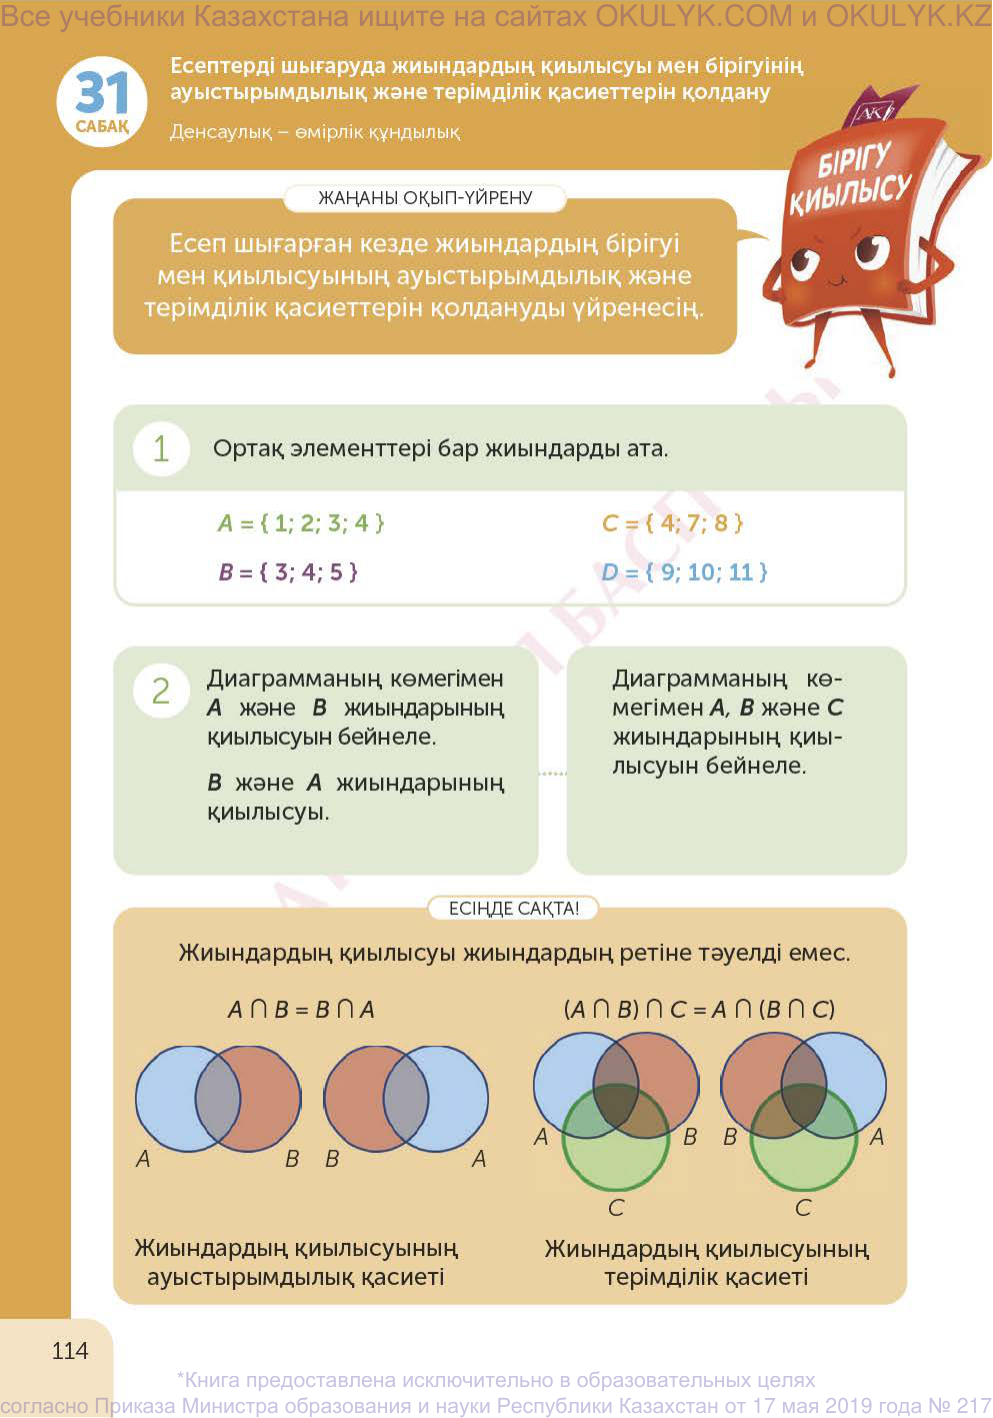 Все учебники Казахстана ищите на сайтах OKULYK.COM и OKULYK.KZ
31
САБАҚ
Есептерді шығаруда жиындардың қиылысуы мен бірігуінің
ауыстырымдылық және терімділік қасиеттерін қолдану
Денсаулық – өмірлік құндылық
АК
БІРІГУ
ҚИЫЛЫСУ
ЖАҢАНЫ ОҚЫП-ҮЙРЕНУ
Есеп шығарған кезде жиындардың бірігуі
мен қиылысуының ауыстырымдылық және
терімділік қасиеттерін қолдануды үйренесің.
1
Ортақ элементтері бар жиындарды ата.
A = { 1; 2; 3; 4 }
C = { 4; 7; 8 }
B = { 3; 4; 5 }
D = { 9; 10; 11 }
2
Диаграмманың көмегімен
A және B жиындарының
қиылысуын бейнеле.
B және A жиындарының
қиылысуы.
Диаграмманың кө-
мегімен A, B және C
жиындарының қиы-
лысуын бейнеле.
ЕСІҢДЕ САҚТА!
Жиындардың қиылысуы жиындардың ретіне тәуелді емес.
A ∩ B = B ∩ A
(A ∩ B) ∩ C = A ∩ (B ∩ C)
A B B A
A B B A
C C
Жиындардың қиылысуының
ауыстырымдылық қасиеті
Жиындардың қиылысуының
терімділік қасиеті
114
*Книга предоставлена исключительно в образовательных целях
согласно Приказа Министра образования и науки Республики Казахстан от 17 мая 2019 года № 217